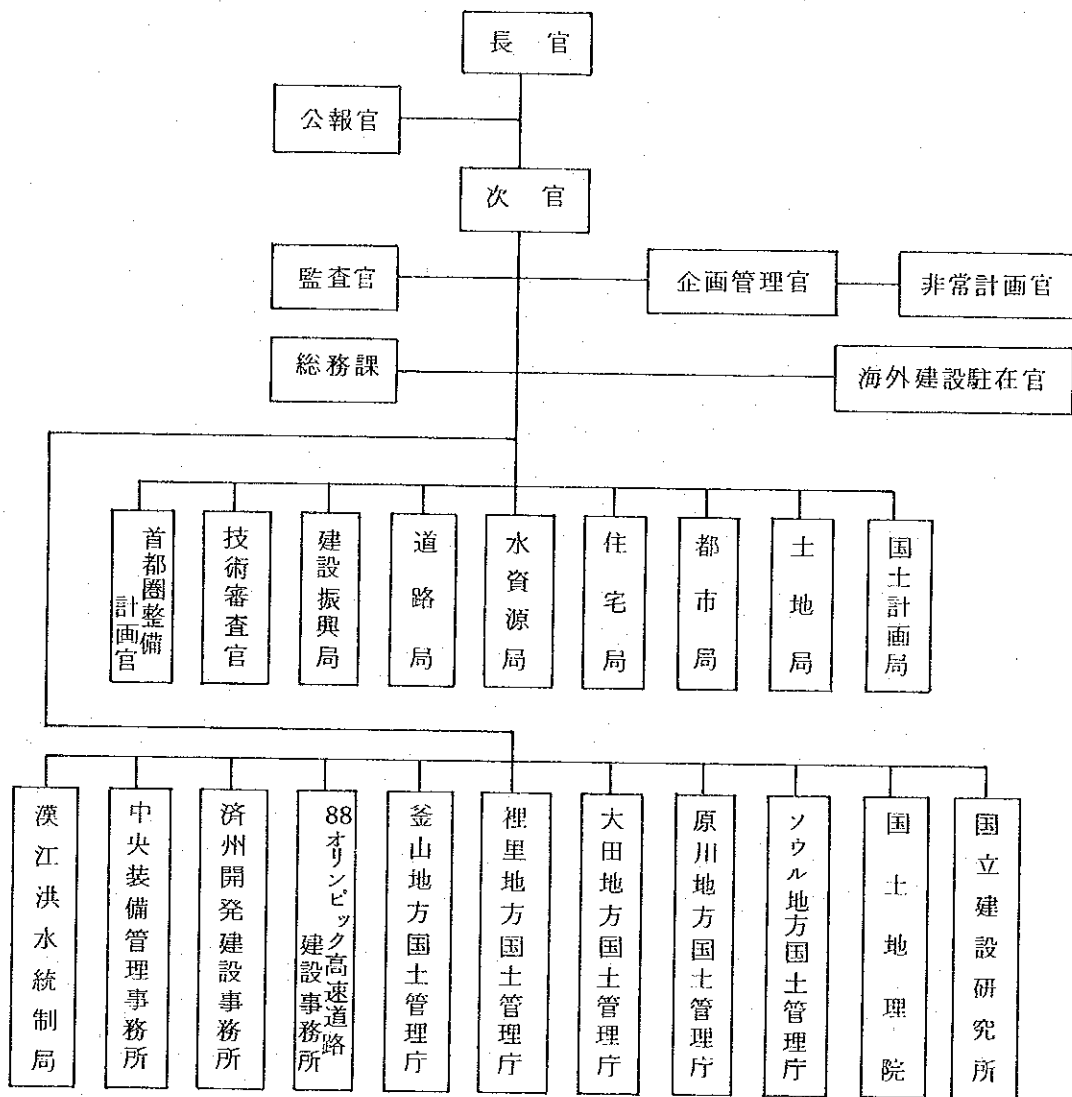 長官
公報官
次官
監査官
企画管理官
非常計画官
総務課
海外建設駐在官
首都圏整備
計画官
技術審査官
建設振興局
道路局
水資源局
住宅局
都市局
土地局
国土計画局
漢江洪水統制局
中央装備管理事務所
済州開発建設事務所
88オリンピック高速道路
建設事務所
釜山地方国土管理庁
裡里地方国土管理庁
大田地方国土管理庁
原川地方国土管理庁
ソウル地方国土管理庁
国土地理院
国立建設研究所